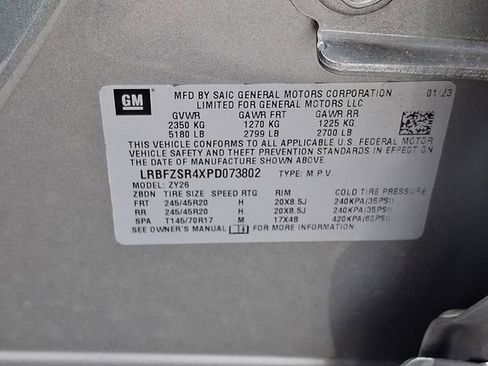 GM
MFD BY SAIC GENERAL MOTORS CORPORATION 01/23
LIMITED FOR GENERAL MOTORS LLC
GVWR GAWR FRT GAWR RR
2350 KG 1270 KG 1225 KG
5180 LB 2799 LB 2700 LB
THIS VEHICLE CONFORMS TO ALL APPLICABLE U.S. FEDERAL MOTOR
VEHICLE SAFETY AND THEFT PREVENTION STANDARDS IN EFFECT ON
THE DATE OF MANUFACTURE SHOWN ABOVE.
LRBFZSR4XPD073802 TYPE: M.P.V.
MODEL: ZY26
ZBDN TIRE SIZE SPEED RTG RIM COLD TIRE PRESSURE
FRT 245/45R20 H 20X8.5J 240KPA(35PSI)
RR 245/45R20 H 20X8.5J 240KPA(35PSI)
SPA T145/70R17 M 17X4B 420KPA(60PSI)
SEE OWNER'S MANUAL FOR MORE INFORMATION